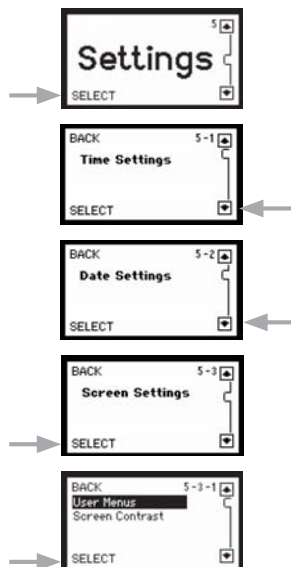 5
Settings
SELECT
BACK 5-1
Time Settings
SELECT
BACK 5-2
Date Settings
SELECT
BACK 5-3
Screen Settings
SELECT
BACK 5-3-1
User Menus
Screen Contrast
SELECT